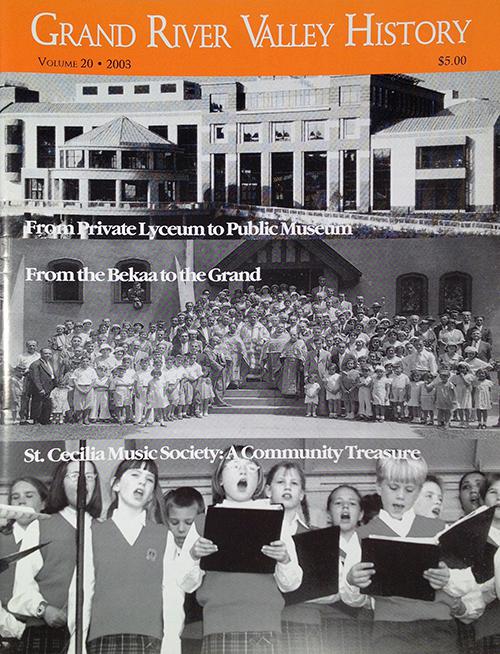 GRAND RIVER VALLEY HISTORY
VOLUME 20 • 2003 $5.00
From Private Lyceum to Public Museum
From the Bekaa to the Grand
St. Cecilia Music Society: A Community Treasure